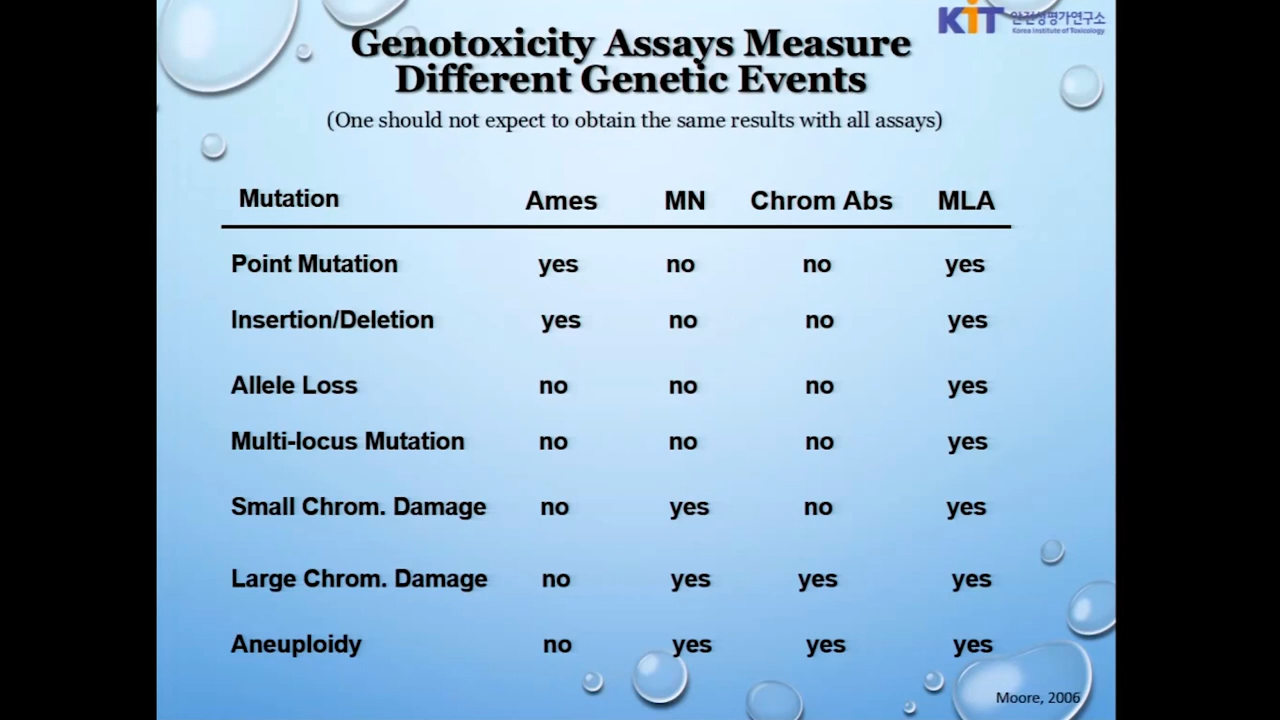 KIT 안전성평가연구소
Korea Institute of Toxicology
Genotoxicity Assays Measure
Different Genetic Events
(One should not expect to obtain the same results with all assays)
Mutation Ames MN Chrom Abs MLA
Point Mutation yes no no yes
Insertion/Deletion yes no no yes
Allele Loss no no no yes
Multi-locus Mutation no no no yes
Small Chrom. Damage no yes no yes
Large Chrom. Damage no yes yes yes
Aneuploidy no yes yes yes
Moore, 2006